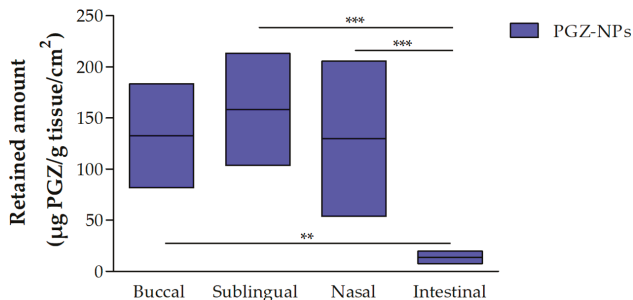 Retained amount
(µg PGZ/g tissue/cm²)
250
200
150
100
50
0
***
***
**
Buccal Sublingual Nasal Intestinal
PGZ-NPs